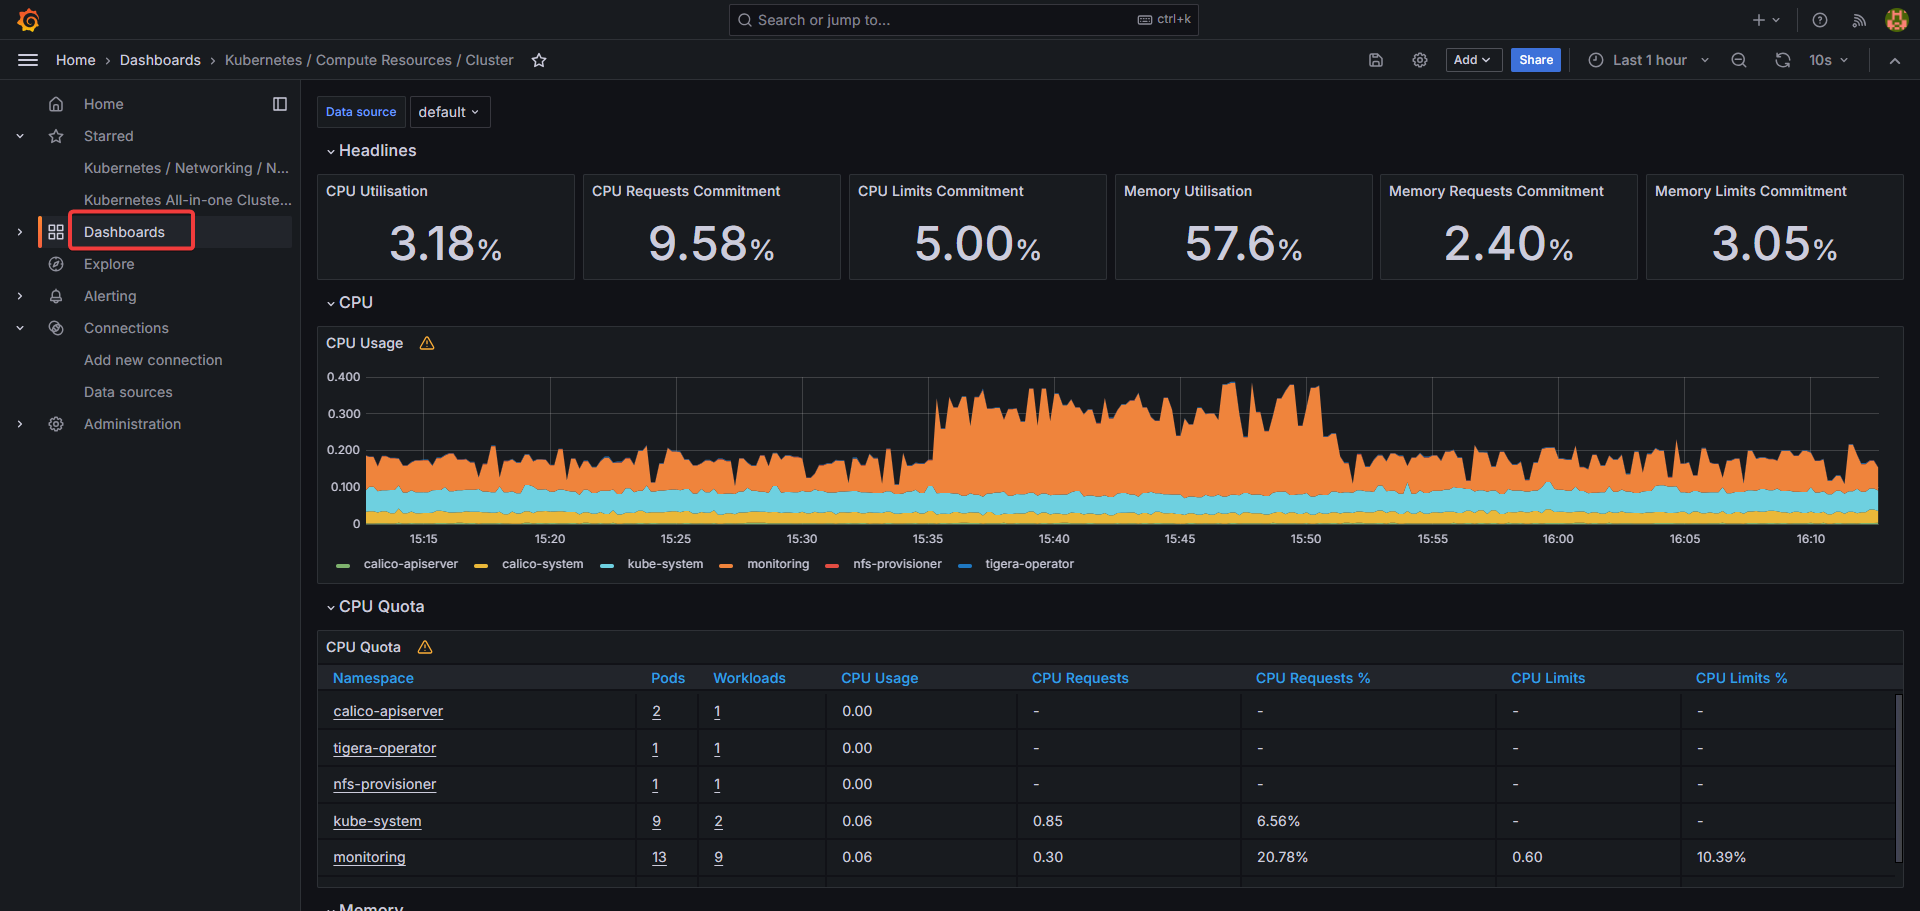 Search or jump to...
ctrl+k
Home › Dashboards › Kubernetes / Compute Resources / Cluster
Add
Share
Last 1 hour
10s
Home
Starred
Kubernetes / Networking / N...
Kubernetes All-in-one Cluste...
Dashboards
Explore
Alerting
Connections
Add new connection
Data sources
Administration
Data source
default
Headlines
CPU Utilisation
3.18%
CPU Requests Commitment
9.58%
CPU Limits Commitment
5.00%
Memory Utilisation
57.6%
Memory Requests Commitment
2.40%
Memory Limits Commitment
3.05%
CPU
CPU Usage
0.400
0.300
0.200
0.100
0
15:15 15:20 15:25 15:30 15:35 15:40 15:45 15:50 15:55 16:00 16:05 16:10
calico-apiserver calico-system kube-system monitoring nfs-provisioner tigera-operator
CPU Quota
CPU Quota
Namespace Pods Workloads CPU Usage CPU Requests CPU Requests % CPU Limits CPU Limits %
calico-apiserver 2 1 0.00 - - - -
tigera-operator 1 1 0.00 - - - -
nfs-provisioner 1 1 0.00 - - - -
kube-system 9 2 0.06 0.85 6.56% - -
monitoring 13 9 0.06 0.30 20.78% 0.60 10.39%
Memory